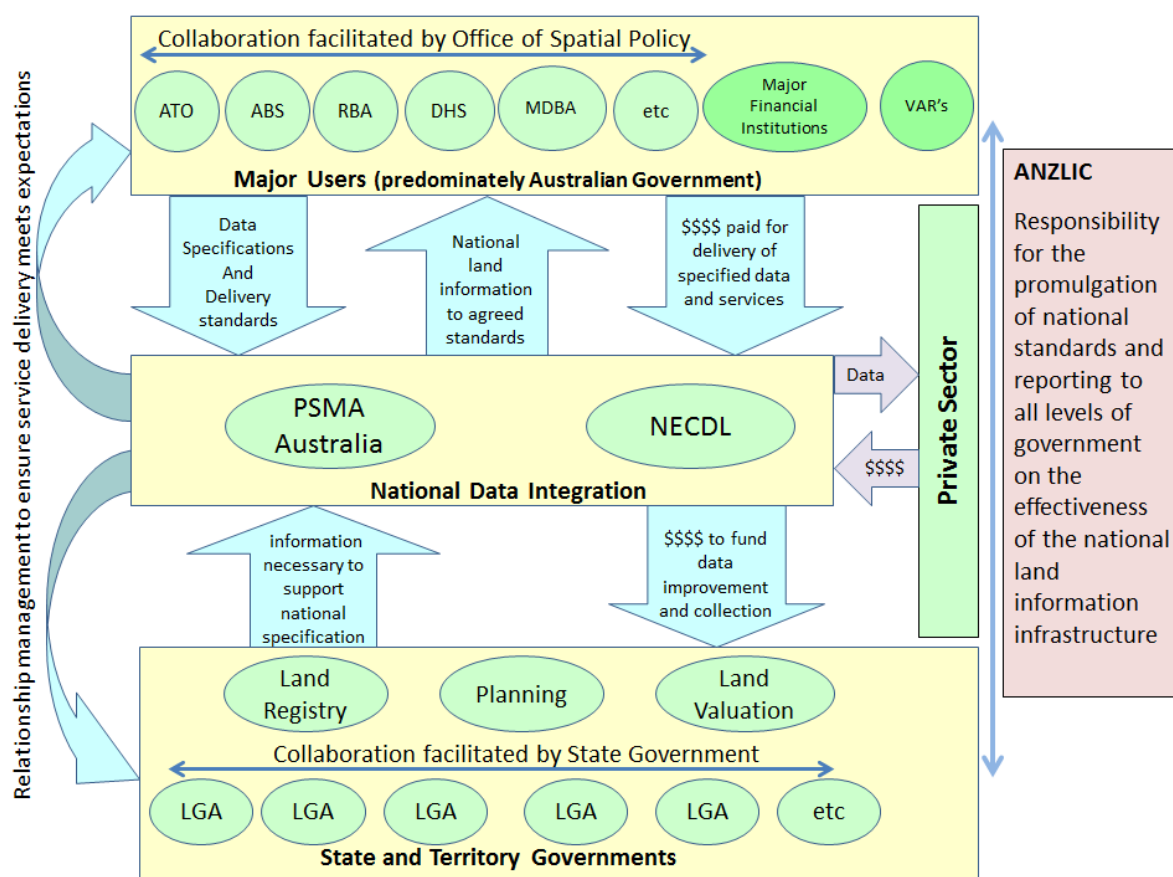 Relationship management to ensure service delivery meets expectations
Collaboration facilitated by Office of Spatial Policy
ATO
ABS
RBA
DHS
MDBA
etc
Major
Financial
Institutions
VAR's
Major Users (predominately Australian Government)
Data
Specifications
And
Delivery
standards
National
land
information
to agreed
standards
$$$$ paid for
delivery of
specified data
and services
PSMA
Australia
NECDL
National Data Integration
Data
$$$$
Private Sector
ANZLIC
Responsibility
for the
promulgation
of national
standards and
reporting to
all levels of
government
on the
effectiveness
of the national
land
information
infrastructure
information
necessary to
support
national
specification
$$$$ to fund
data
improvement
and collection
Land
Registry
Planning
Land
Valuation
Collaboration facilitated by State Government
LGA
LGA
LGA
LGA
LGA
etc
State and Territory Governments